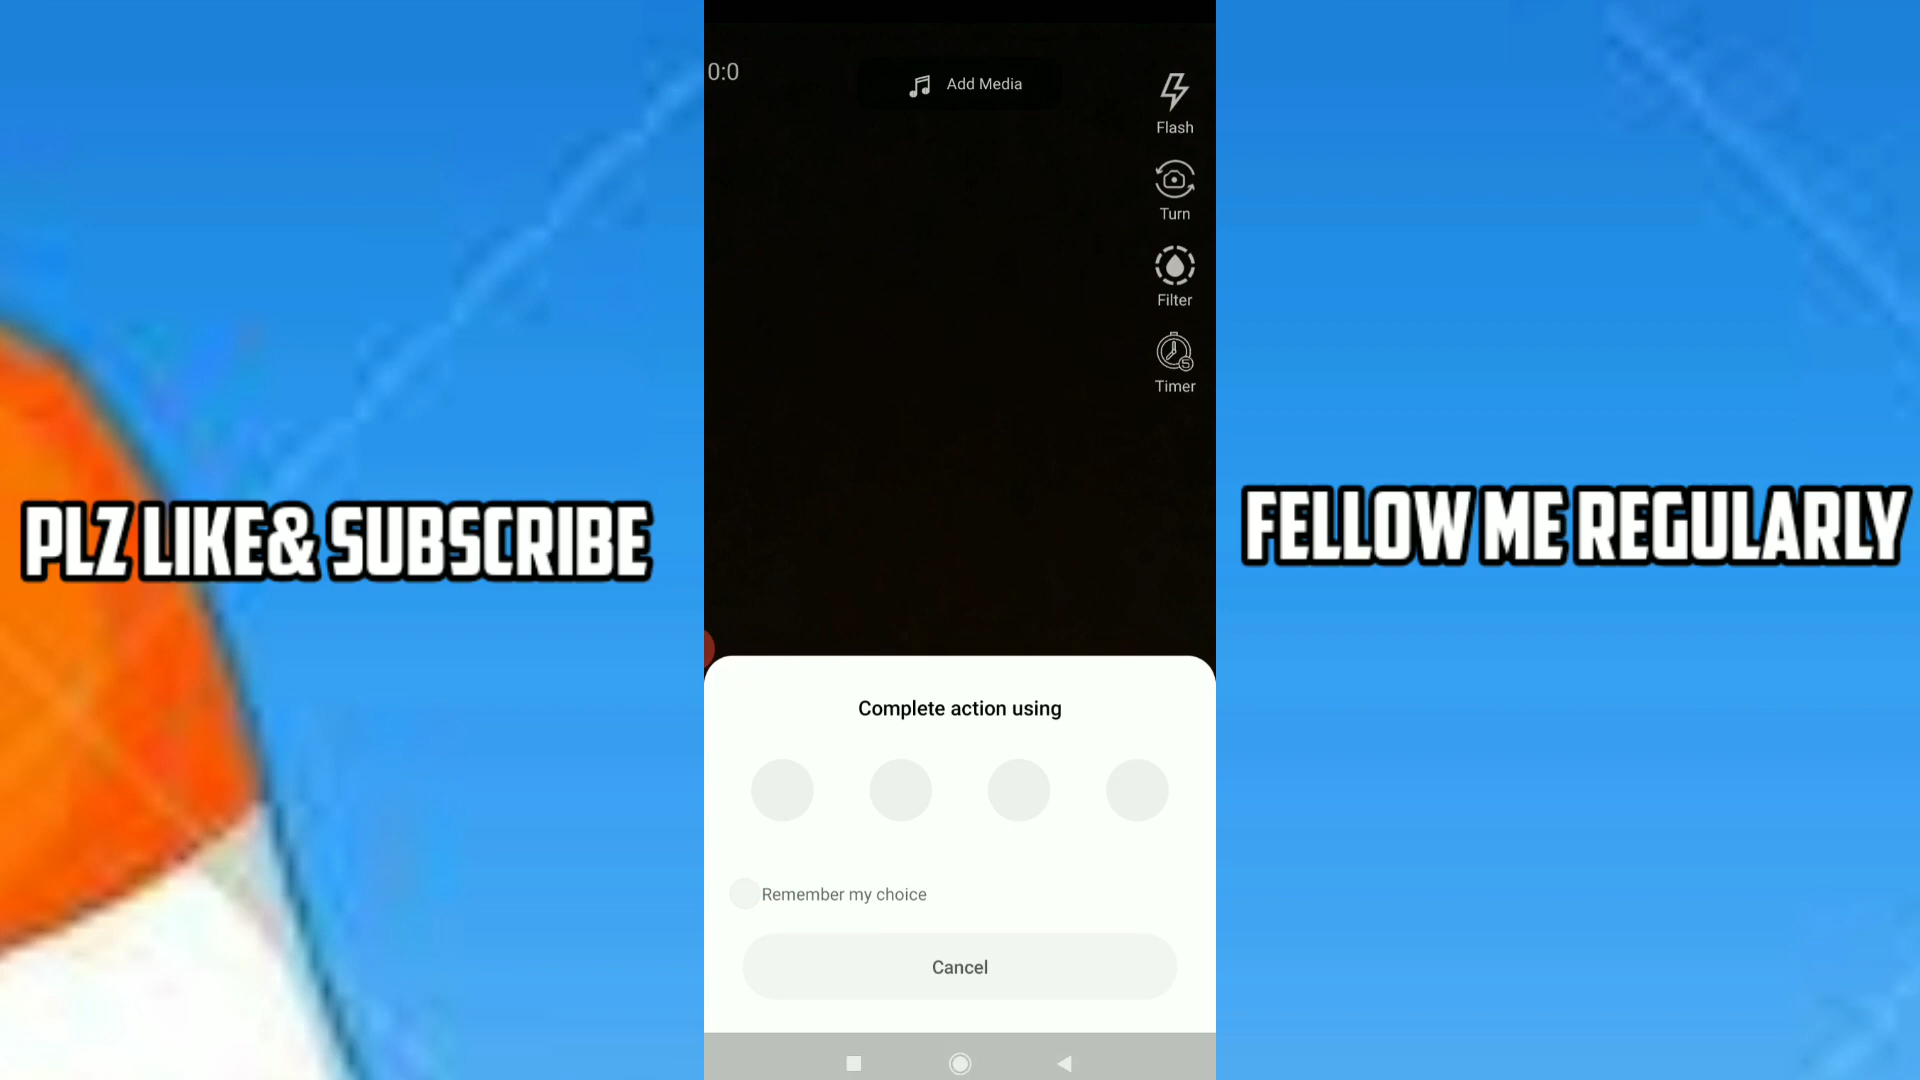 0:0
Add Media
Flash
Turn
Filter
5
Timer
PLZ LIKE& SUBSCRIBE
FELLOW ME REGULARLY
Complete action using
Remember my choice
Cancel